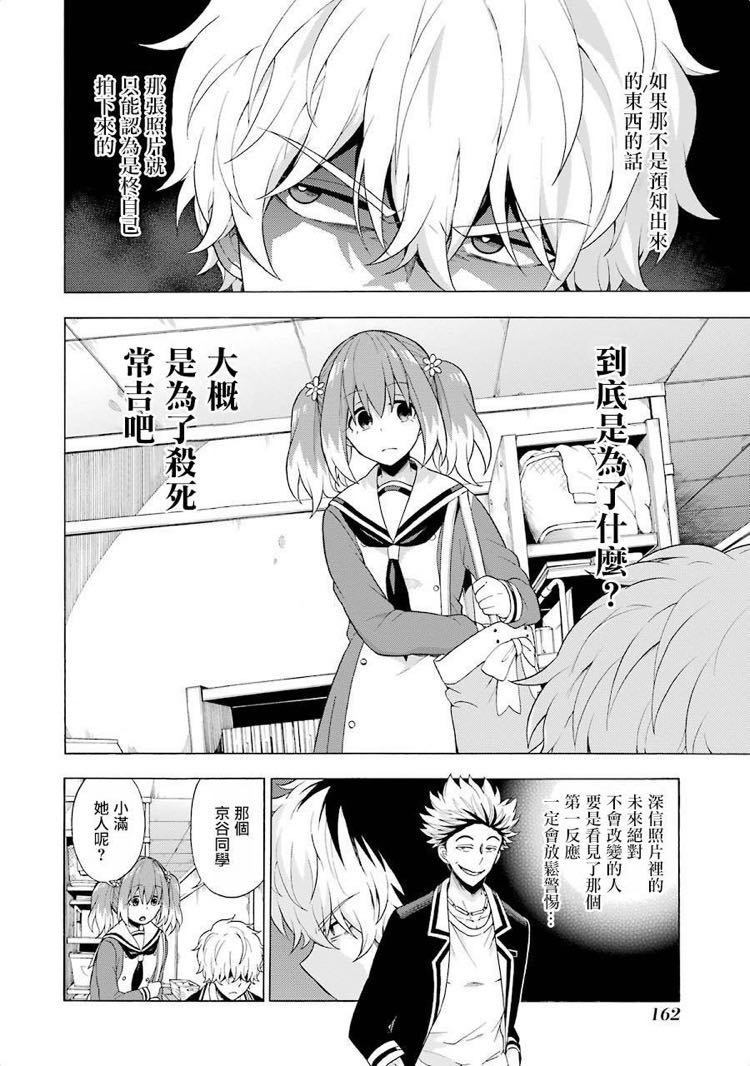 如果那不是預知出來
的東西的話
那張照片就
只能認為是柊自己
拍下來的
到底是為了什麼？
大概
是為了殺死
常吉吧
深信照片裡的
未來絕對
不會改變的人
要是看見了那個
第一反應
一定會放鬆警惕…
那個
京谷同學
小滿
她人呢？
162